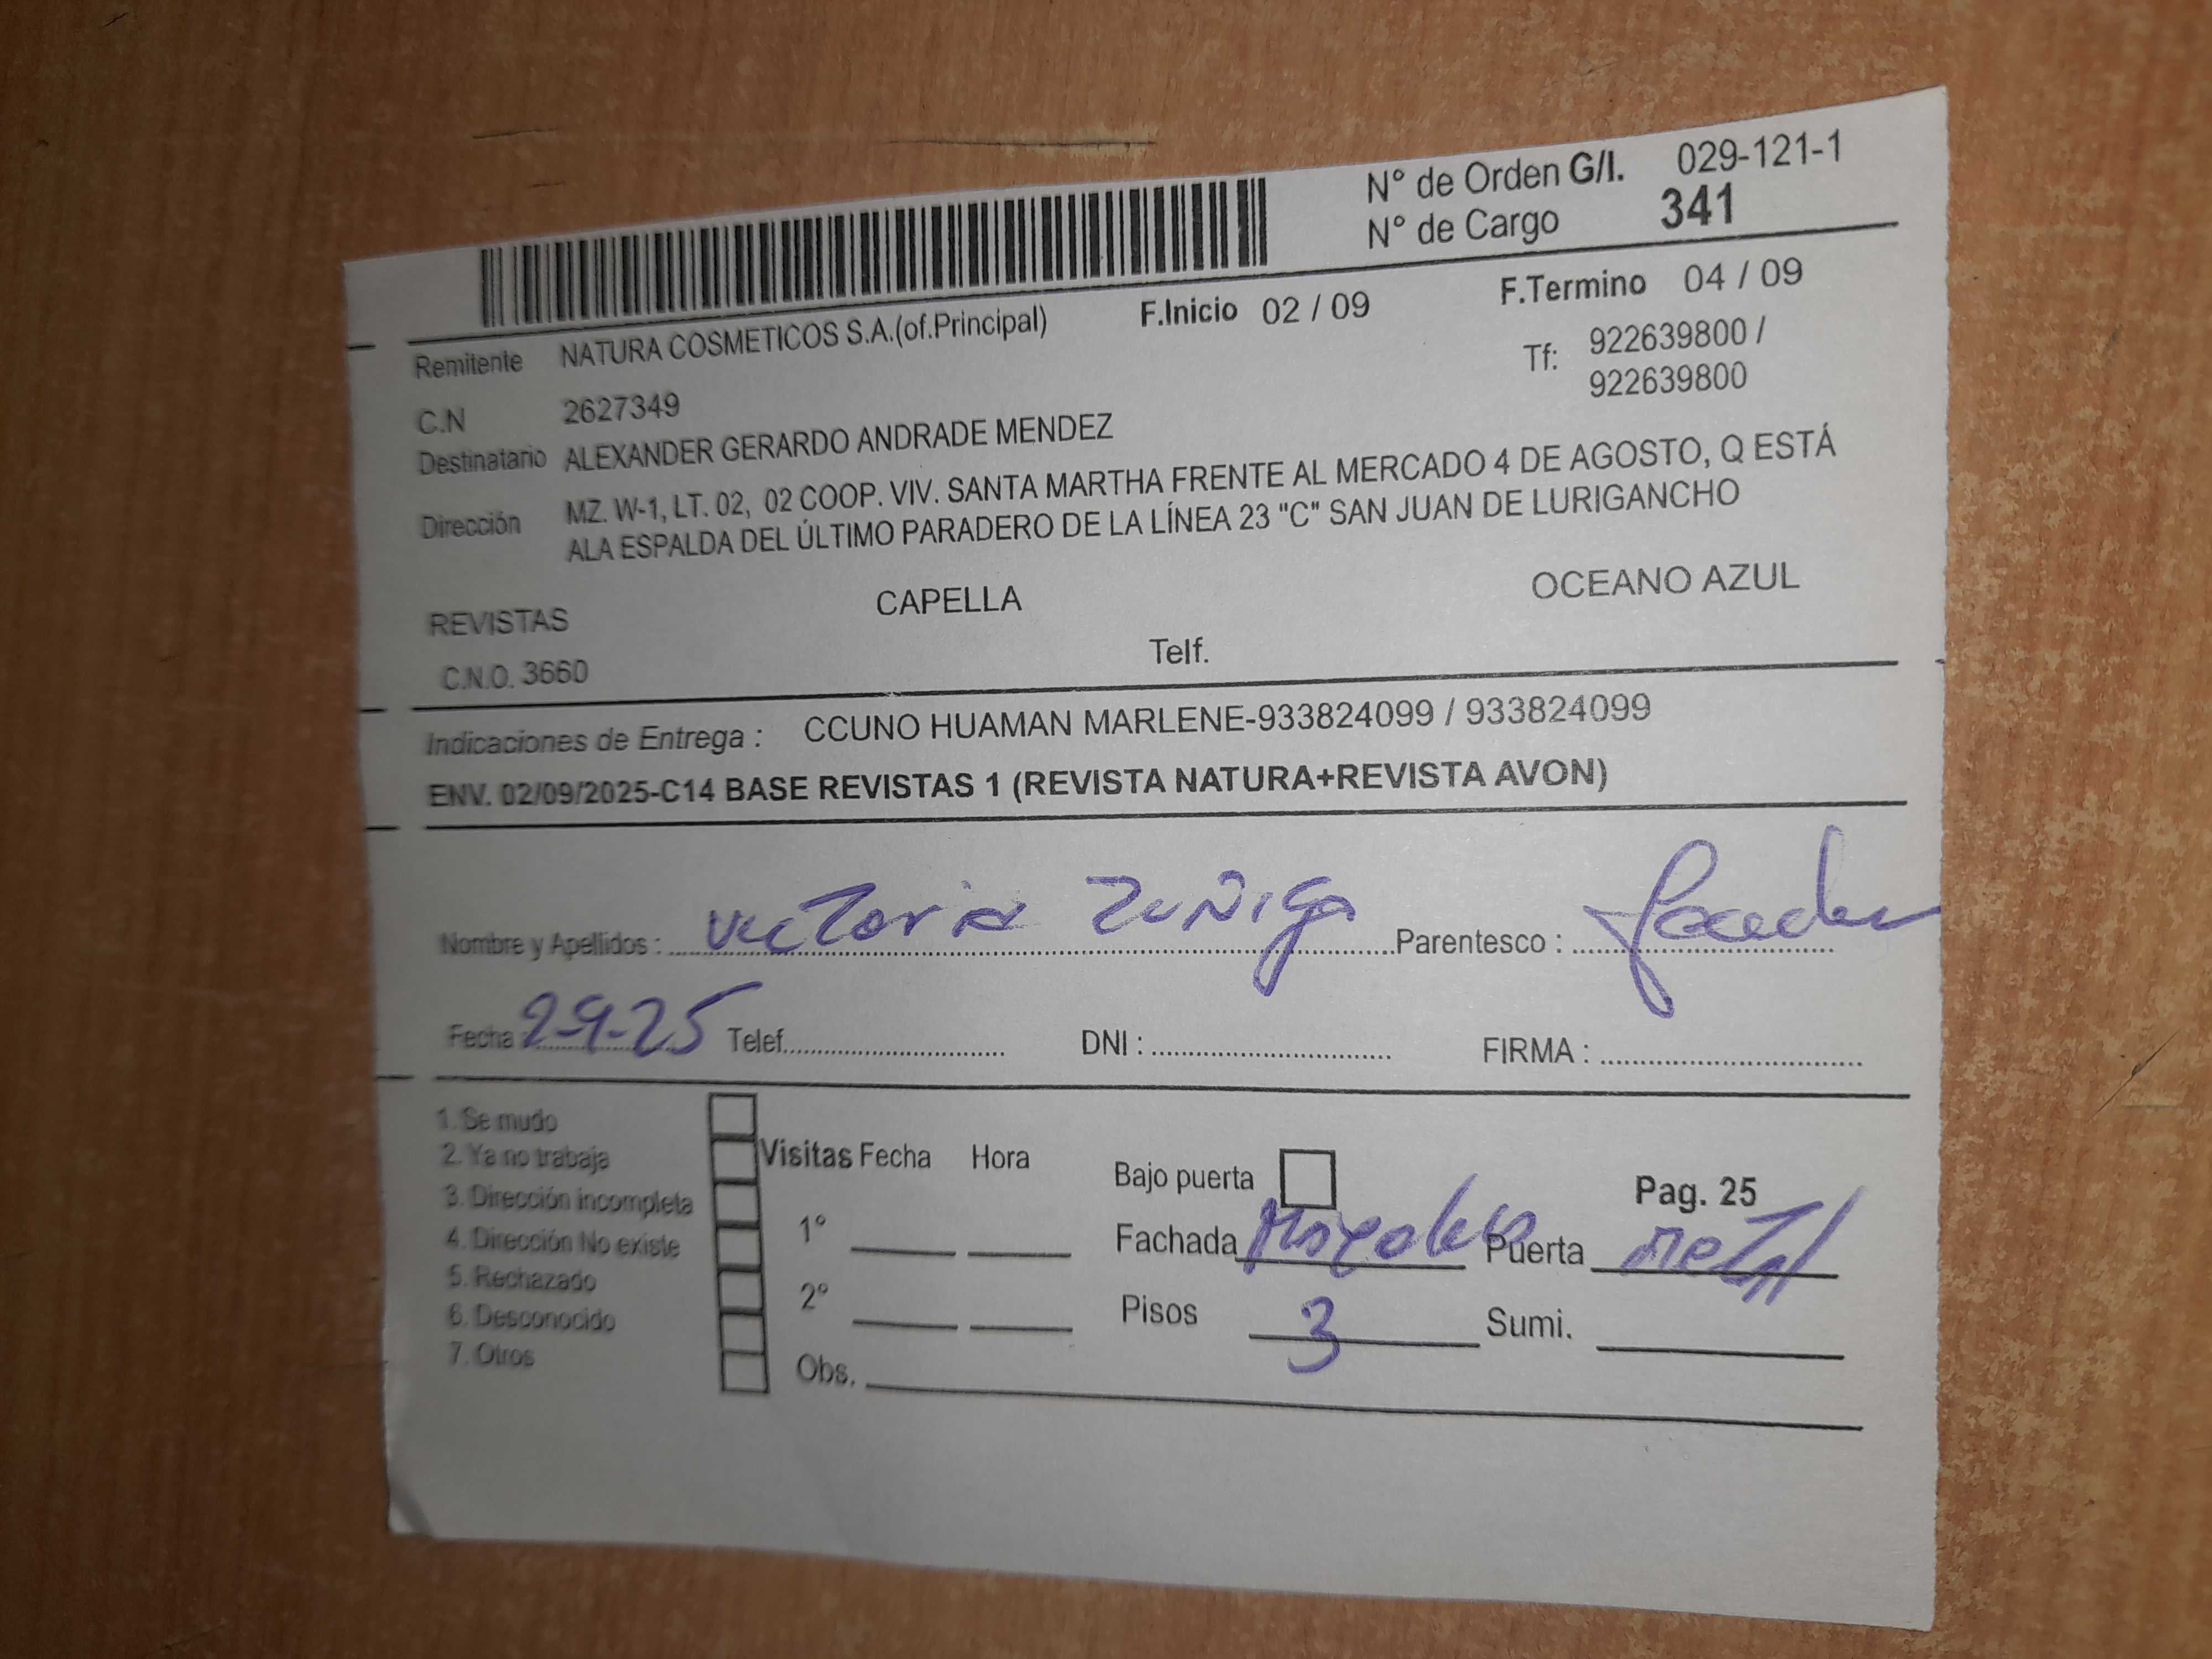 N° de Orden G/I. 029-121-1
N° de Cargo 341
F.Inicio 02 / 09 F.Termino 04 / 09
Remitente NATURA COSMETICOS S.A.(of.Principal)
Tf: 922639800 /
922639800
C.N 2627349
Destinatario ALEXANDER GERARDO ANDRADE MENDEZ
Dirección MZ. W-1, LT. 02, 02 COOP. VIV. SANTA MARTHA FRENTE AL MERCADO 4 DE AGOSTO, Q ESTÁ
ALA ESPALDA DEL ÚLTIMO PARADERO DE LA LÍNEA 23 "C" SAN JUAN DE LURIGANCHO
REVISTAS CAPELLA OCEANO AZUL
C.N.O. 3660 Telf.
Indicaciones de Entrega : CCUNO HUAMAN MARLENE-933824099 / 933824099
ENV. 02/09/2025-C14 BASE REVISTAS 1 (REVISTA NATURA+REVISTA AVON)
Nombre y Apellidos : Victoria Zuñiga Parentesco :
Fecha 2-9-25 Telef. DNI : FIRMA :
1. Se mudo
2. Ya no trabaja
3. Dirección incompleta
4. Dirección No existe
5. Rechazado
6. Desconocido
7. Otros
Visitas Fecha Hora
1°
2°
Obs.
Bajo puerta Pag. 25
Fachada Puerta metal
Pisos 3 Sumi.